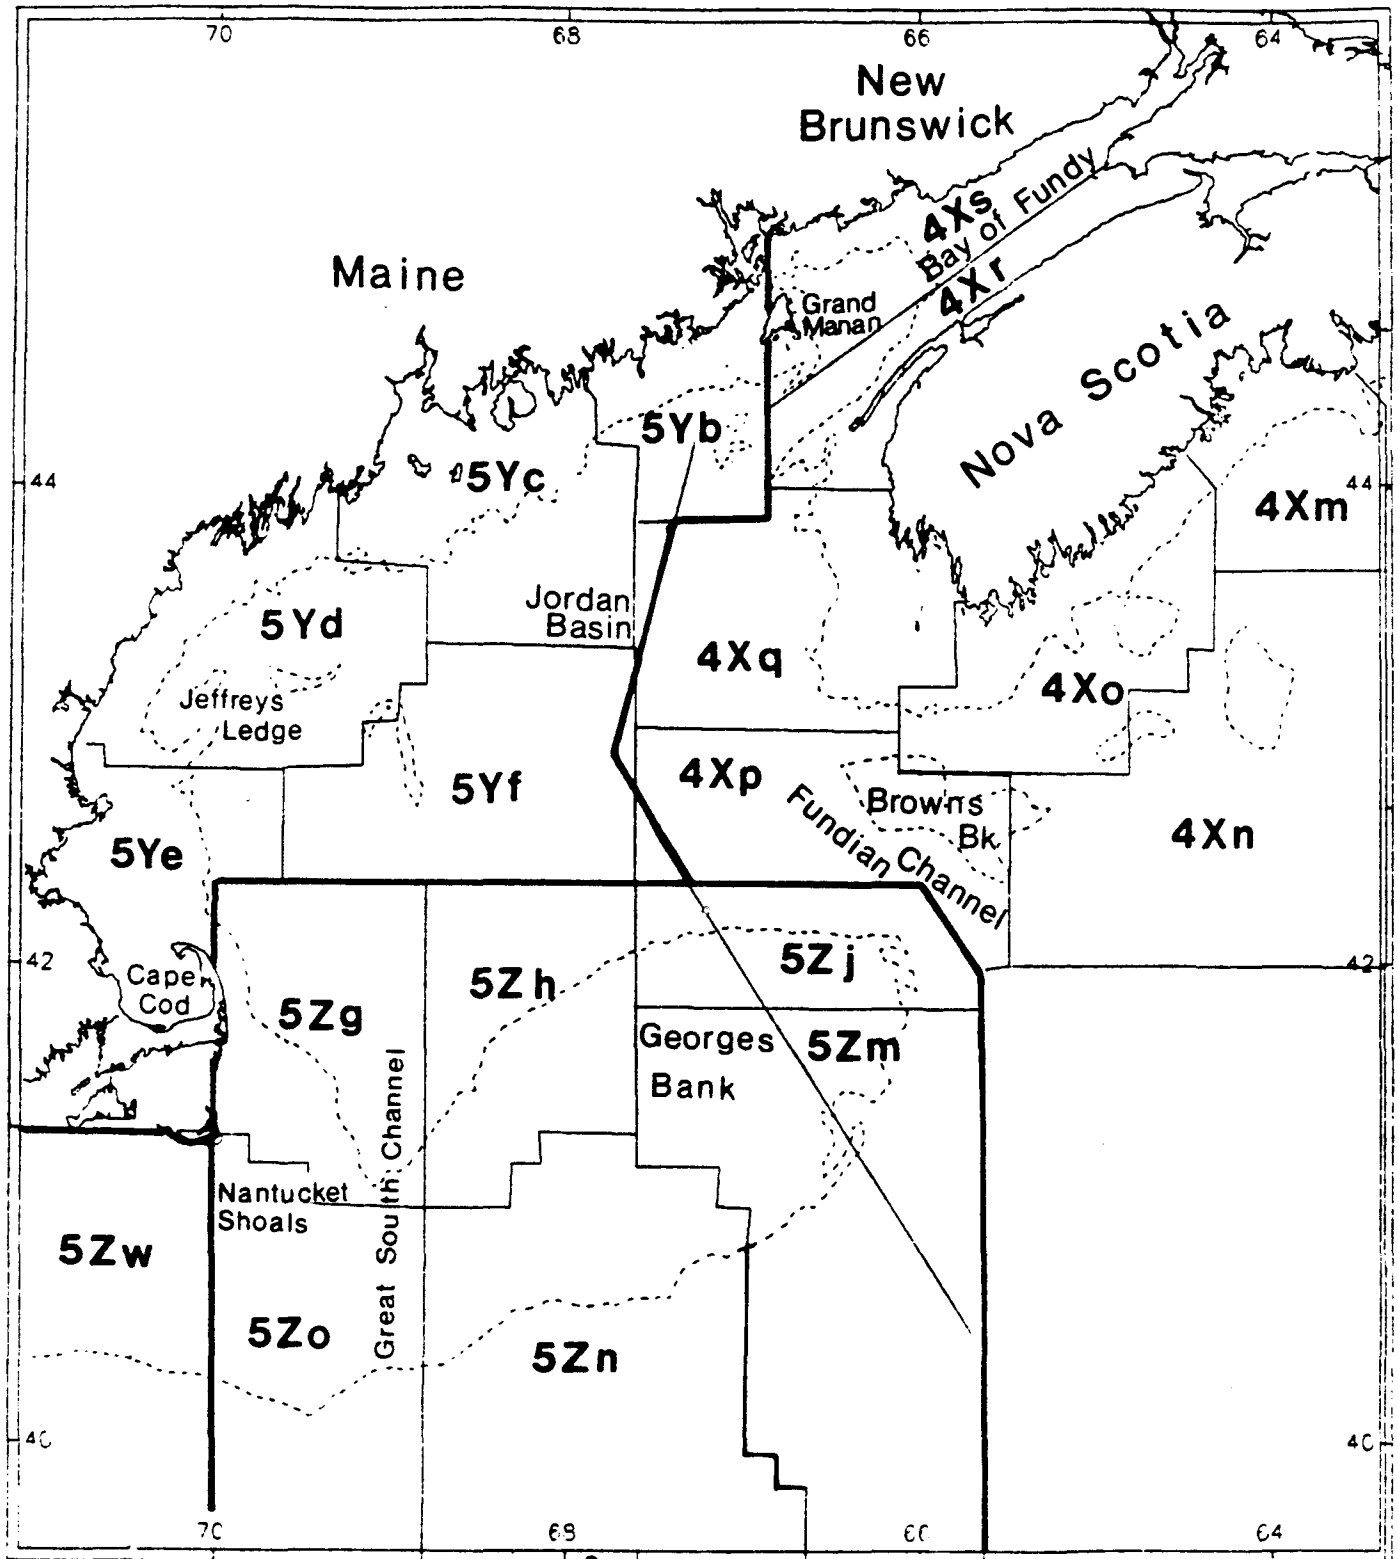 70 68 66 64
New
Brunswick
4Xs
Bay of Fundy
4Xr
Maine
Grand
Manan
Nova Scotia
5Yb
44
5Yc
44
4Xm
Jordan
Basin
5Yd
4Xq
4Xo
Jeffreys
Ledge
5Yf
4Xp
Browns
Bk
Fundian Channel
4Xn
5Ye
42
42
Cape
Cod
5Zg
5Zh
5Zj
Georges
Bank
5Zm
Great South Channel
Nantucket
Shoals
5Zw
5Zo
5Zn
40
40
70 68 66 64